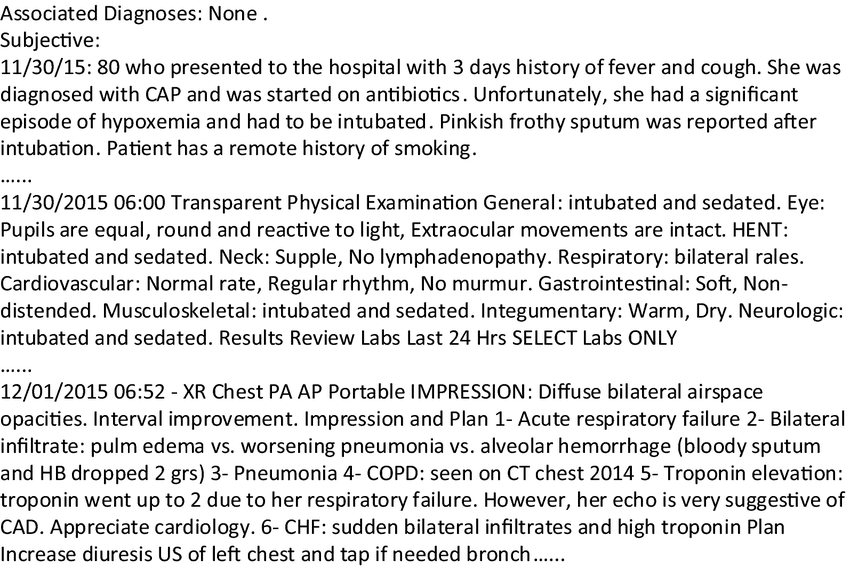 Associated Diagnoses: None .
Subjective:
11/30/15: 80 who presented to the hospital with 3 days history of fever and cough. She was
diagnosed with CAP and was started on antibiotics. Unfortunately, she had a significant
episode of hypoxemia and had to be intubated. Pinkish frothy sputum was reported after
intubation. Patient has a remote history of smoking.
…...
11/30/2015 06:00 Transparent Physical Examination General: intubated and sedated. Eye:
Pupils are equal, round and reactive to light, Extraocular movements are intact. HENT:
intubated and sedated. Neck: Supple, No lymphadenopathy. Respiratory: bilateral rales.
Cardiovascular: Normal rate, Regular rhythm, No murmur. Gastrointestinal: Soft, Non-
distended. Musculoskeletal: intubated and sedated. Integumentary: Warm, Dry. Neurologic:
intubated and sedated. Results Review Labs Last 24 Hrs SELECT Labs ONLY
…...
12/01/2015 06:52 - XR Chest PA AP Portable IMPRESSION: Diffuse bilateral airspace
opacities. Interval improvement. Impression and Plan 1- Acute respiratory failure 2- Bilateral
infiltrate: pulm edema vs. worsening pneumonia vs. alveolar hemorrhage (bloody sputum
and HB dropped 2 grs) 3- Pneumonia 4- COPD: seen on CT chest 2014 5- Troponin elevation:
troponin went up to 2 due to her respiratory failure. However, her echo is very suggestive of
CAD. Appreciate cardiology. 6- CHF: sudden bilateral infiltrates and high troponin Plan
Increase diuresis US of left chest and tap if needed bronch…...